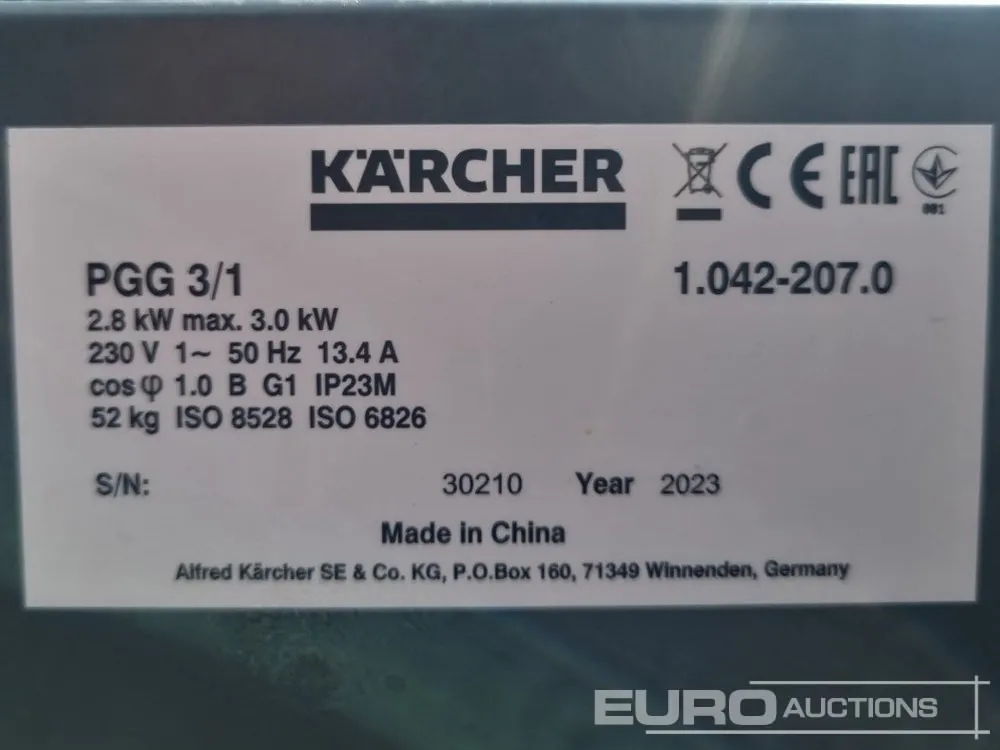 KÄRCHER
CE EAC
001
PGG 3/1 1.042-207.0
2.8 kW max. 3.0 kW
230 V 1~ 50 Hz 13.4 A
cos φ 1.0 B G1 IP23M
52 kg ISO 8528 ISO 6826
S/N: 30210 Year 2023
Made in China
Alfred Kärcher SE & Co. KG, P.O.Box 160, 71349 Winnenden, Germany
EURO AUCTIONS